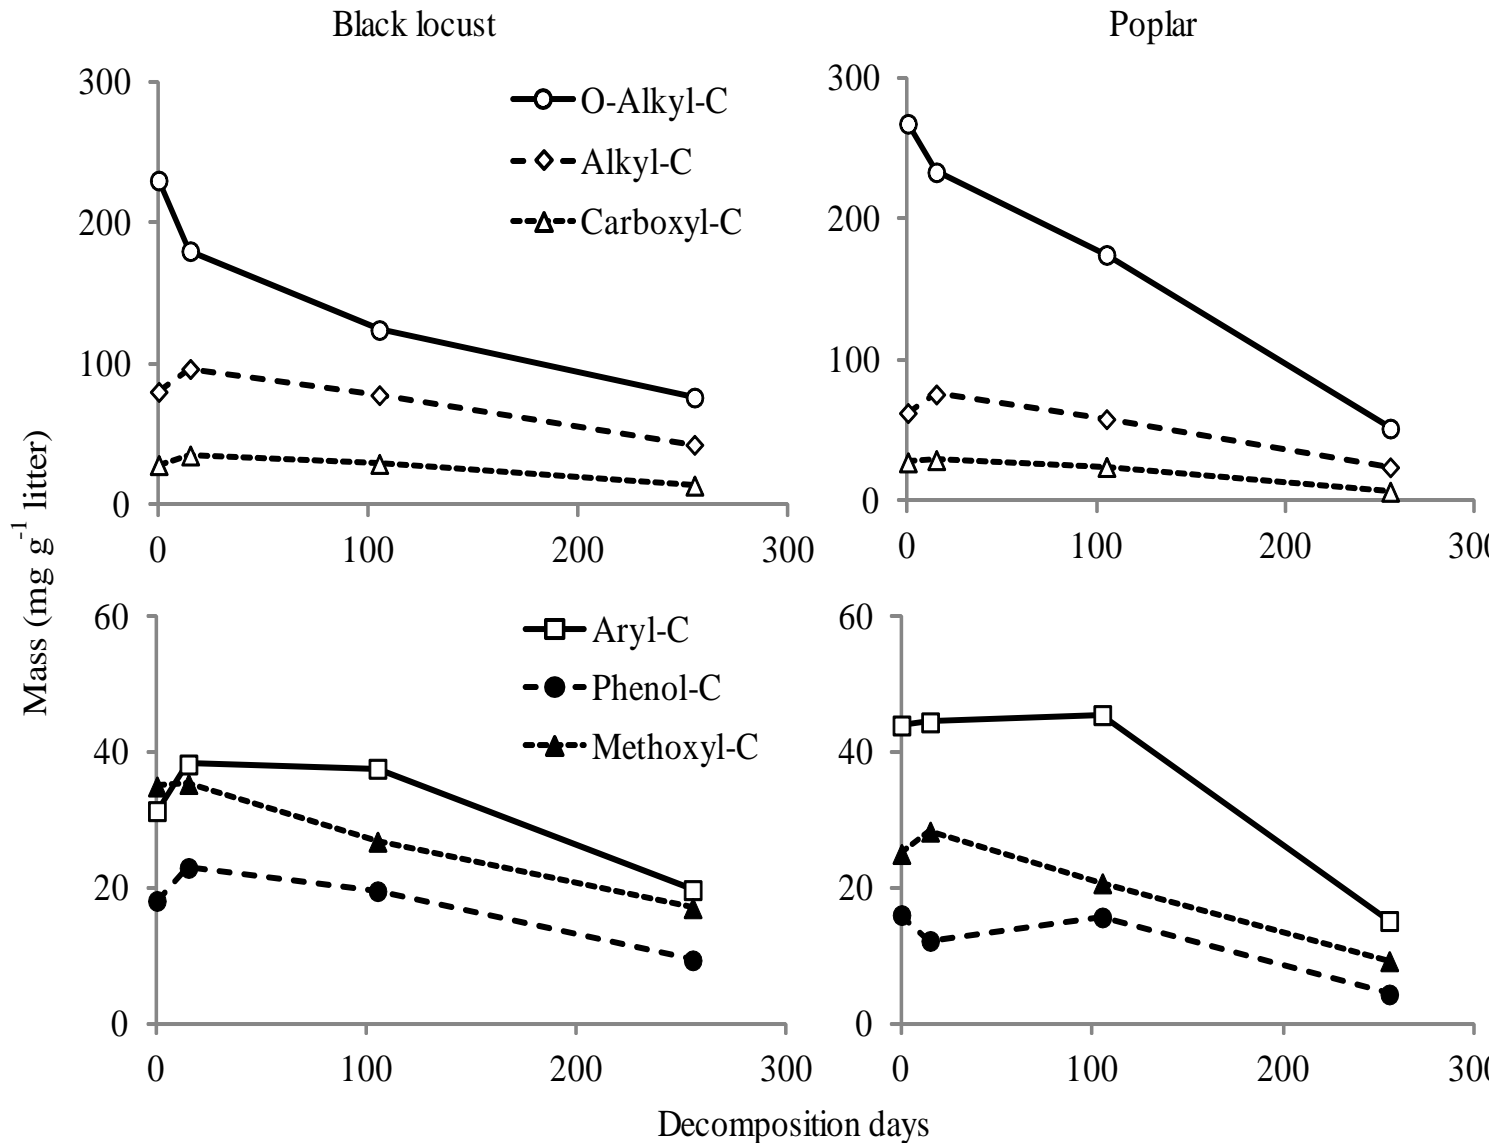 Black locust
Poplar
300
200
100
0
0 100 200 300
O-Alkyl-C
Alkyl-C
Carboxyl-C
300
200
100
0
0 100 200 300
Mass (mg g⁻¹ litter)
60
40
20
0
0 100 200 300
Aryl-C
Phenol-C
Methoxyl-C
60
40
20
0
0 100 200 300
Decomposition days